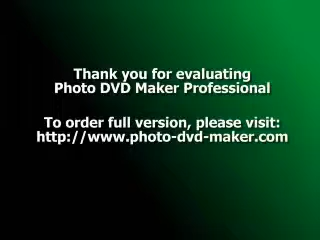 Thank you for evaluating
Photo DVD Maker Professional
To order full version, please visit:
http://www.photo-dvd-maker.com